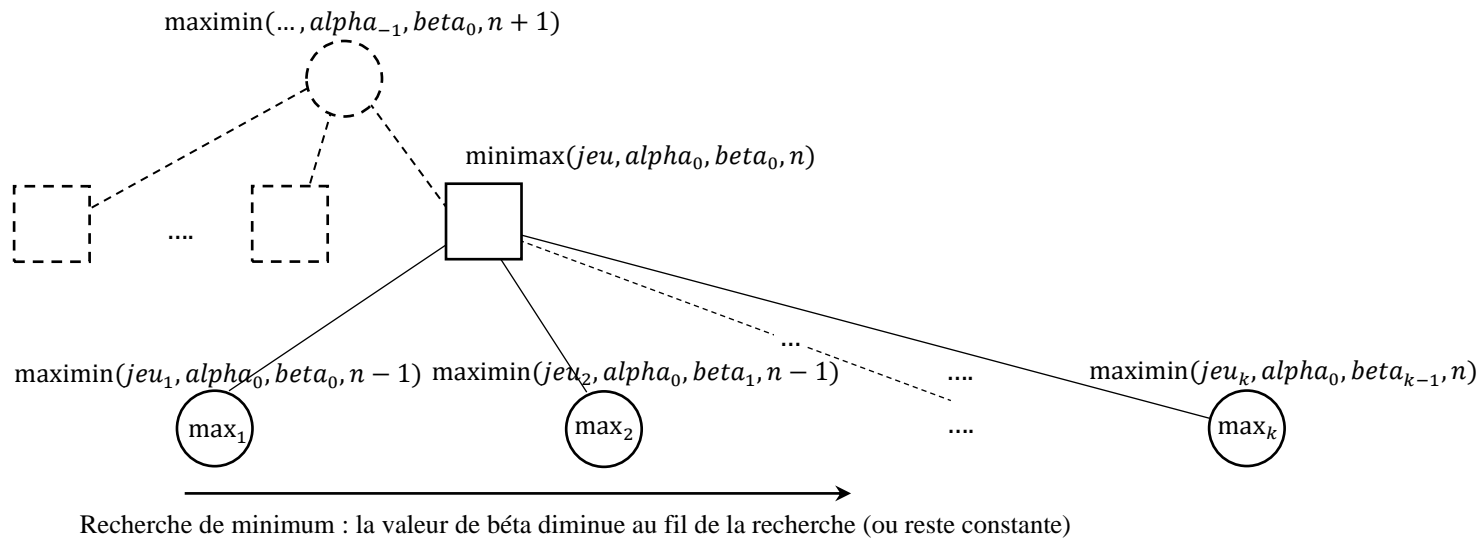 maximin(…, alpha₋₁, beta₀, n + 1)
minimax(jeu, alpha₀, beta₀, n)
....
...
maximin(jeu₁, alpha₀, beta₀, n − 1) maximin(jeu₂, alpha₀, beta₁, n − 1) .... maximin(jeuₖ, alpha₀, betaₖ₋₁, n)
max₁ max₂ .... maxₖ
Recherche de minimum : la valeur de béta diminue au fil de la recherche (ou reste constante)